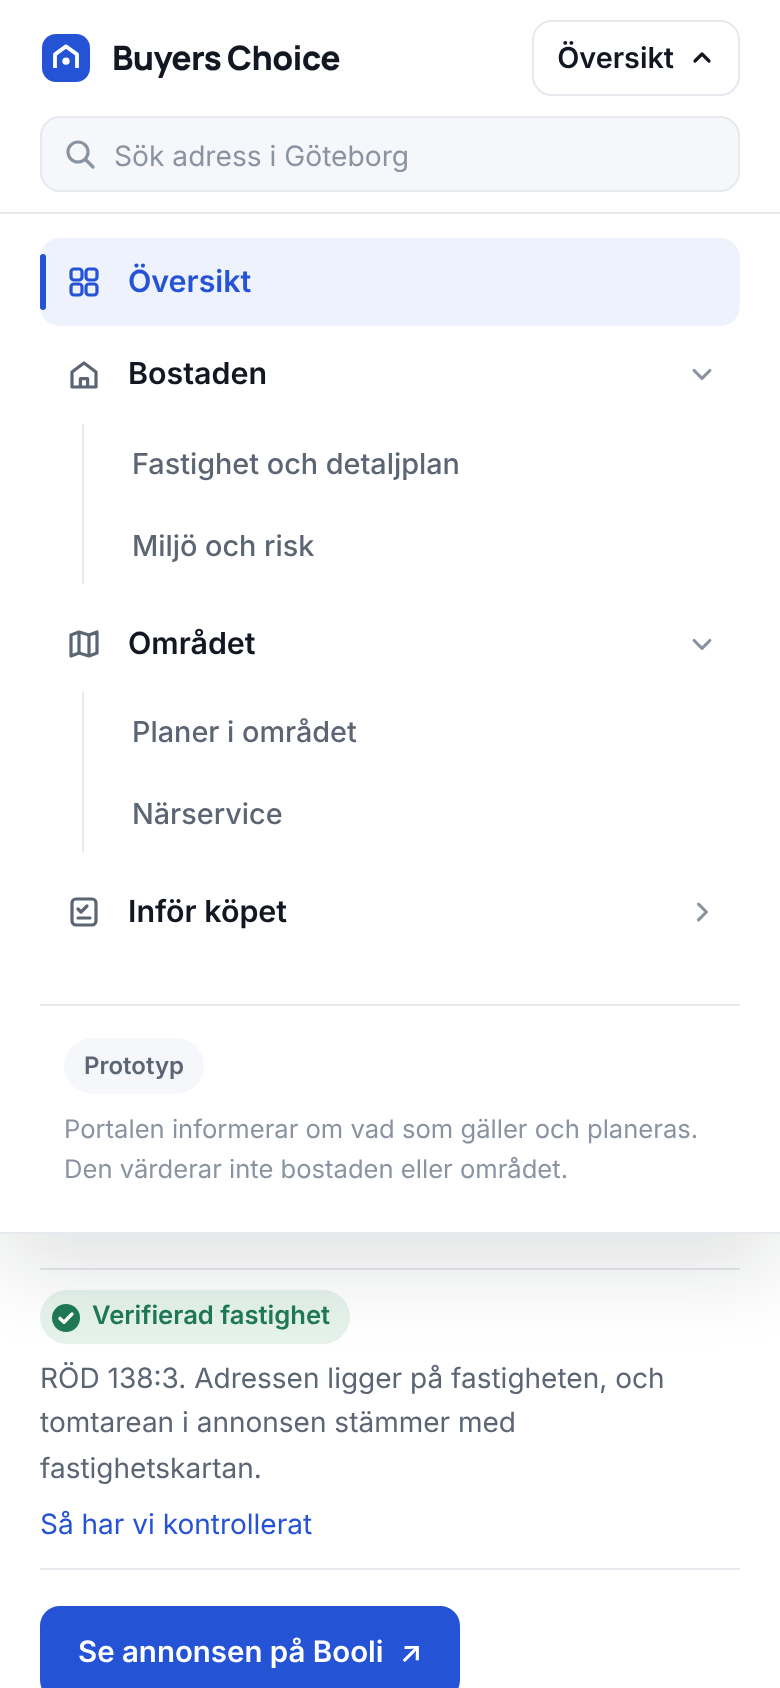 Buyers Choice
Översikt
Sök adress i Göteborg
Översikt
Bostaden
Fastighet och detaljplan
Miljö och risk
Området
Planer i området
Närservice
Inför köpet
Prototyp
Portalen informerar om vad som gäller och planeras.
Den värderar inte bostaden eller området.
Verifierad fastighet
RÖD 138:3. Adressen ligger på fastigheten, och
tomtarean i annonsen stämmer med
fastighetskartan.
Så har vi kontrollerat
Se annonsen på Booli